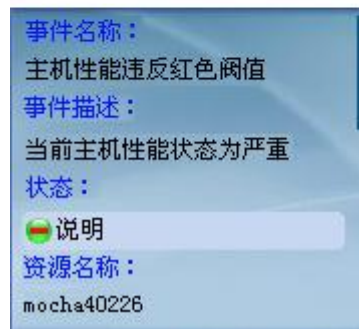 事件名称：
主机性能违反红色阀值
事件描述：
当前主机性能状态为严重
状态：
说明
资源名称：
mocha40226